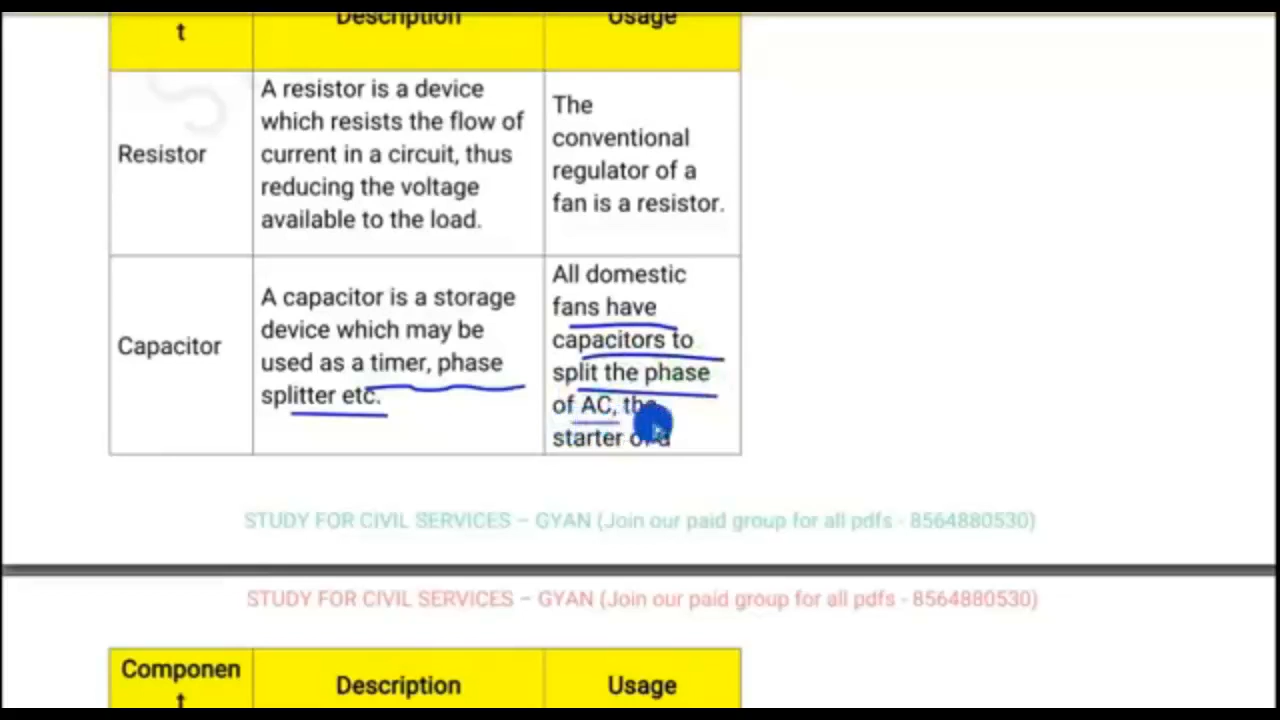 t
Description
Usage
Resistor
A resistor is a device
which resists the flow of
current in a circuit, thus
reducing the voltage
available to the load.
The
conventional
regulator of a
fan is a resistor.
Capacitor
A capacitor is a storage
device which may be
used as a timer, phase
splitter etc.
All domestic
fans have
capacitors to
split the phase
of AC, the
starter of a
STUDY FOR CIVIL SERVICES – GYAN (Join our paid group for all pdfs - 8564880530)
STUDY FOR CIVIL SERVICES – GYAN (Join our paid group for all pdfs - 8564880530)
Componen
t
Description
Usage